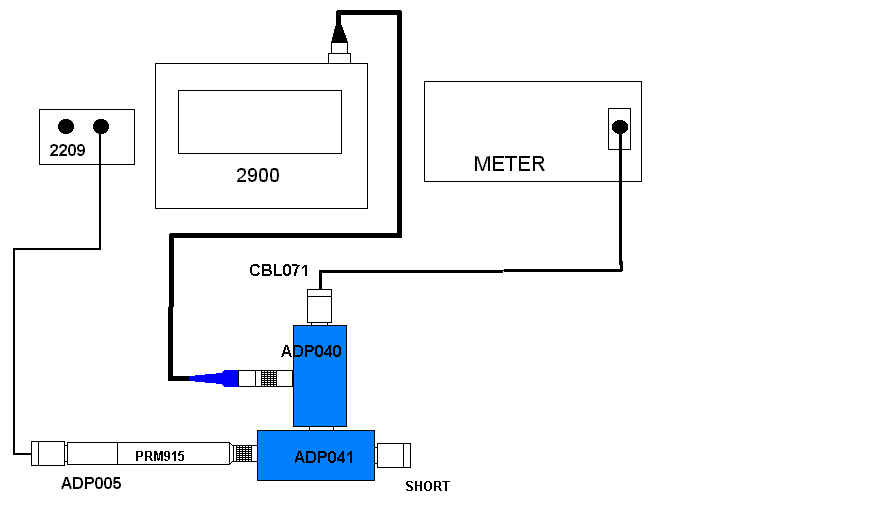 2209
2900
METER
CBL071
ADP040
PRM915
ADP041
ADP005
SHORT